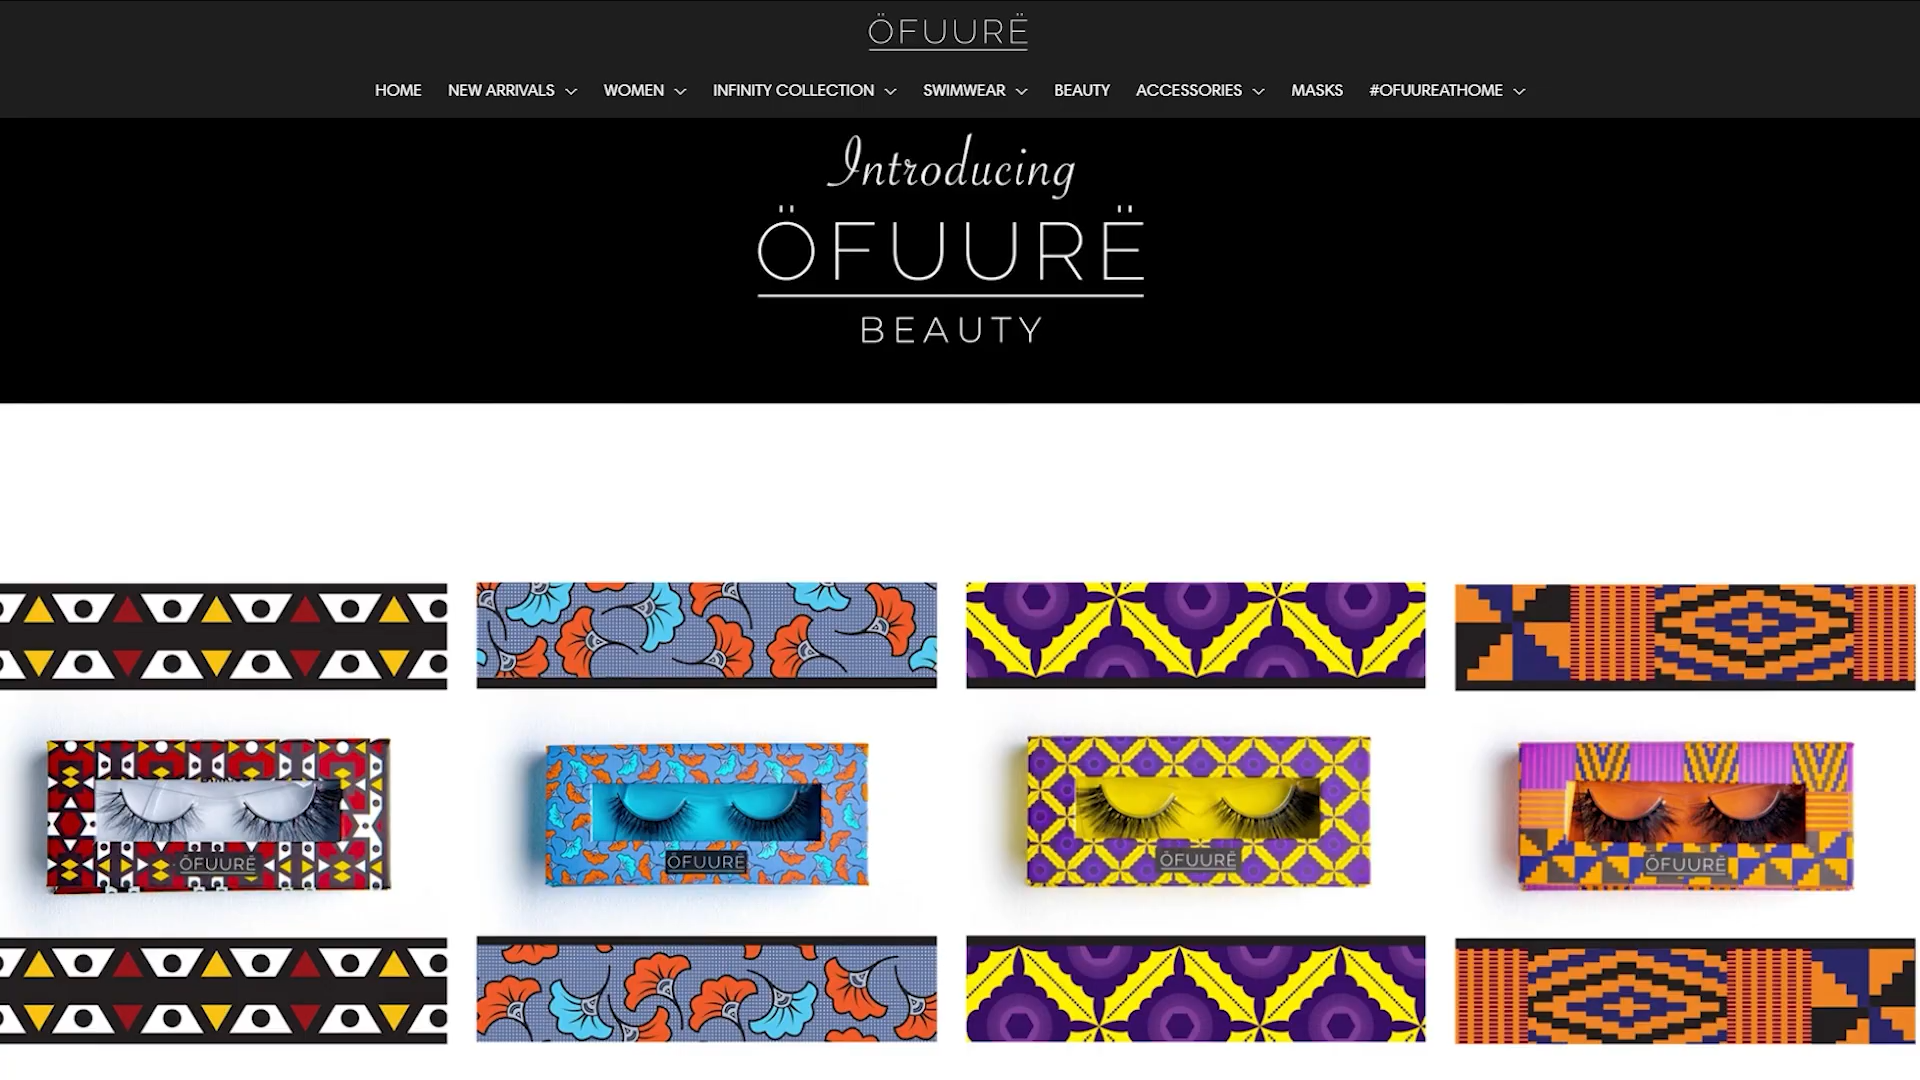 ÖFUURË
HOME NEW ARRIVALS WOMEN INFINITY COLLECTION SWIMWEAR BEAUTY ACCESSORIES MASKS #OFUUREATHOME
Introducing
ÖFUURË
BEAUTY
ÖFUURË
ÖFUURË
ÖFUURË
ÖFUURË